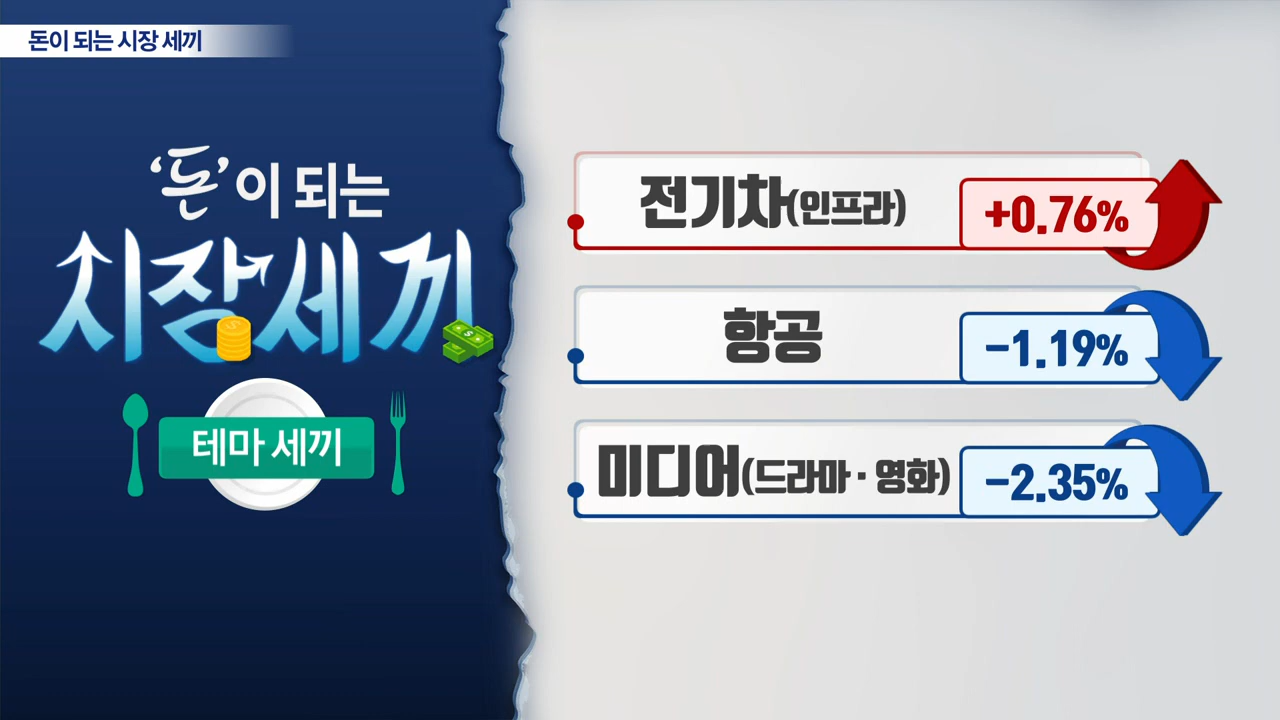 돈이 되는 시장 세끼
‘돈’이 되는
시장세끼
테마 세끼
전기차(인프라)
+0.76%
항공
-1.19%
미디어(드라마·영화)
-2.35%